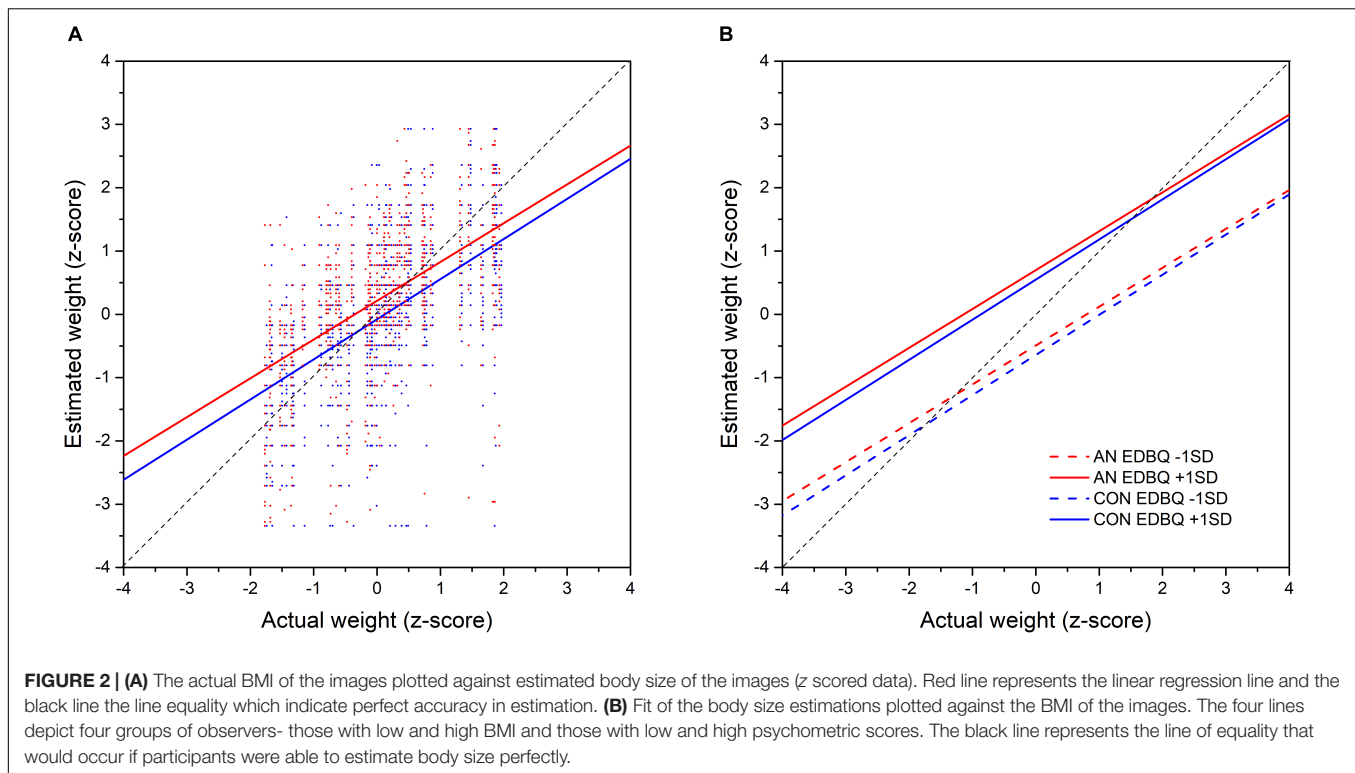 A
B
4
3
2
1
0
-1
-2
-3
-4
Estimated weight (z-score)
-4 -3 -2 -1 0 1 2 3 4
Actual weight (z-score)
4
3
2
1
0
-1
-2
-3
-4
Estimated weight (z-score)
AN EDBQ -1SD
AN EDBQ +1SD
CON EDBQ -1SD
CON EDBQ +1SD
-4 -3 -2 -1 0 1 2 3 4
Actual weight (z-score)
FIGURE 2 | (A) The actual BMI of the images plotted against estimated body size of the images (z scored data). Red line represents the linear regression line and the
black line the line equality which indicate perfect accuracy in estimation. (B) Fit of the body size estimations plotted against the BMI of the images. The four lines
depict four groups of observers- those with low and high BMI and those with low and high psychometric scores. The black line represents the line of equality that
would occur if participants were able to estimate body size perfectly.